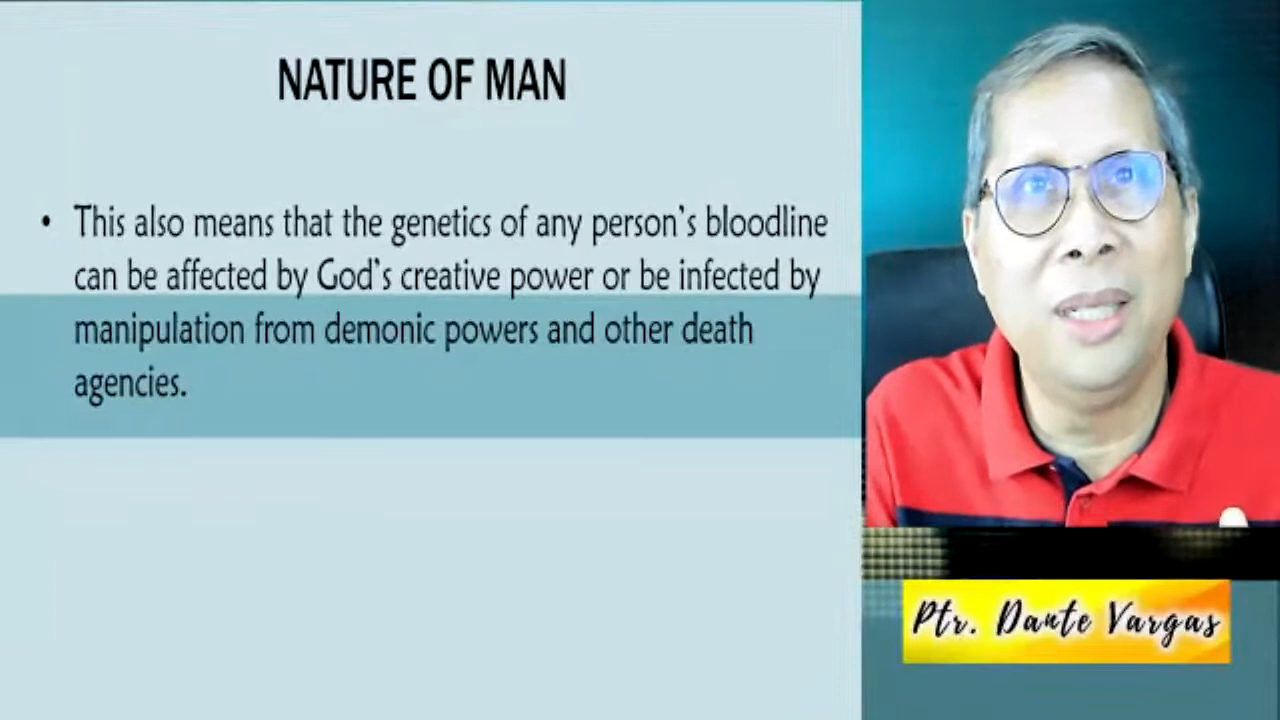 NATURE OF MAN
• This also means that the genetics of any person's bloodline
can be affected by God's creative power or be infected by
manipulation from demonic powers and other death
agencies.
Ptr. Dante Vargas